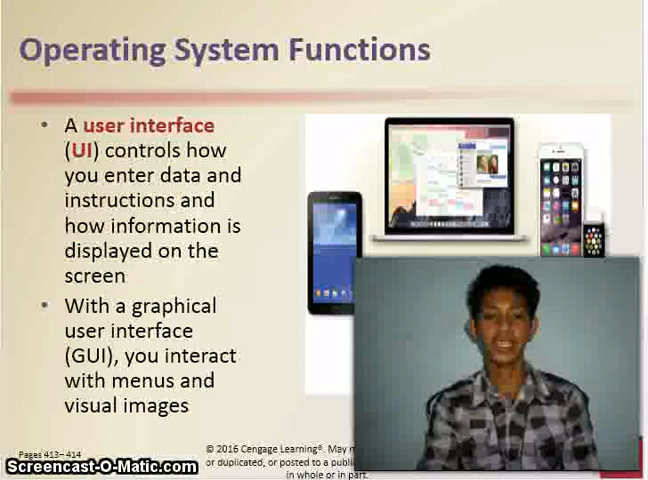 Operating System Functions
• A user interface
(UI) controls how
you enter data and
instructions and
how information is
displayed on the
screen
• With a graphical
user interface
(GUI), you interact
with menus and
visual images
Pages 413–414
© 2016 Cengage Learning®. May n
or duplicated, or posted to a publi
in whole or in part.
Screencast-O-Matic.com